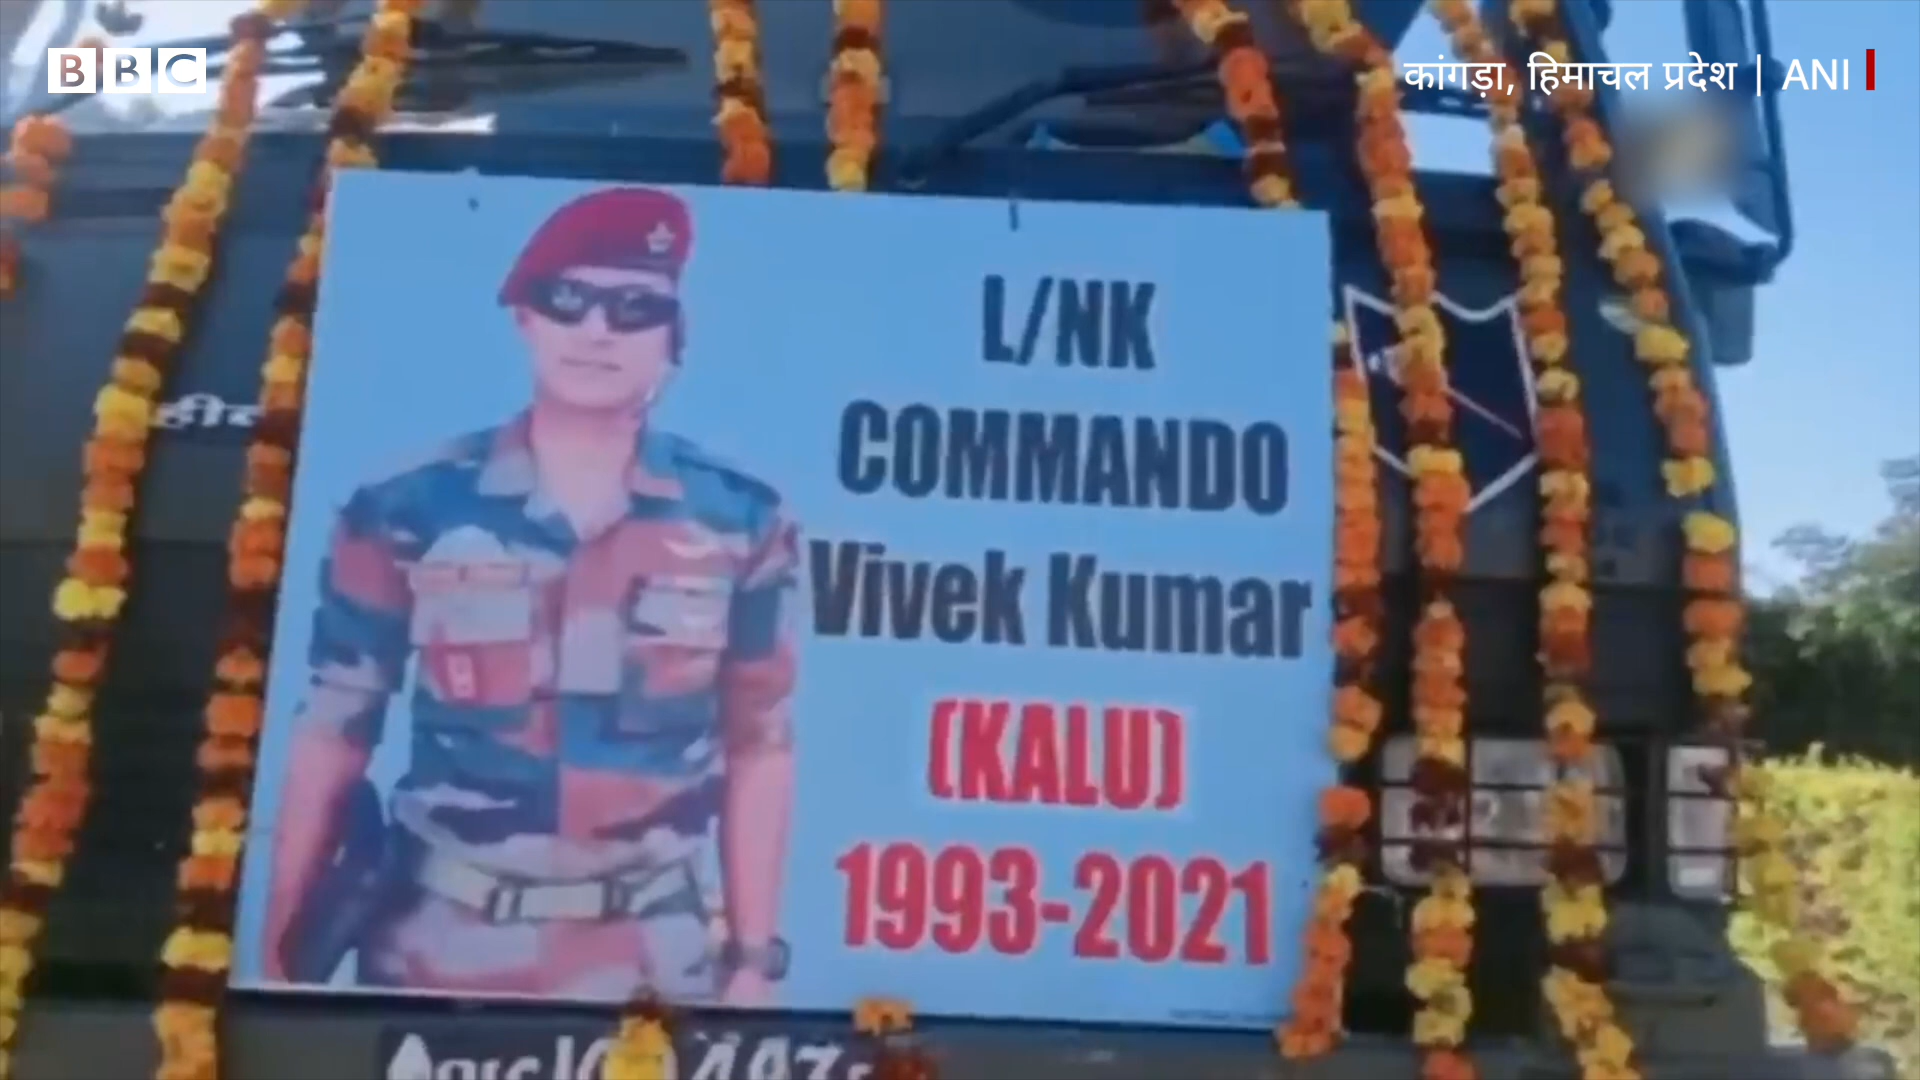 BBC
कांगड़ा, हिमाचल प्रदेश | ANI
L/NK
COMMANDO
Vivek Kumar
(KALU)
1993-2021